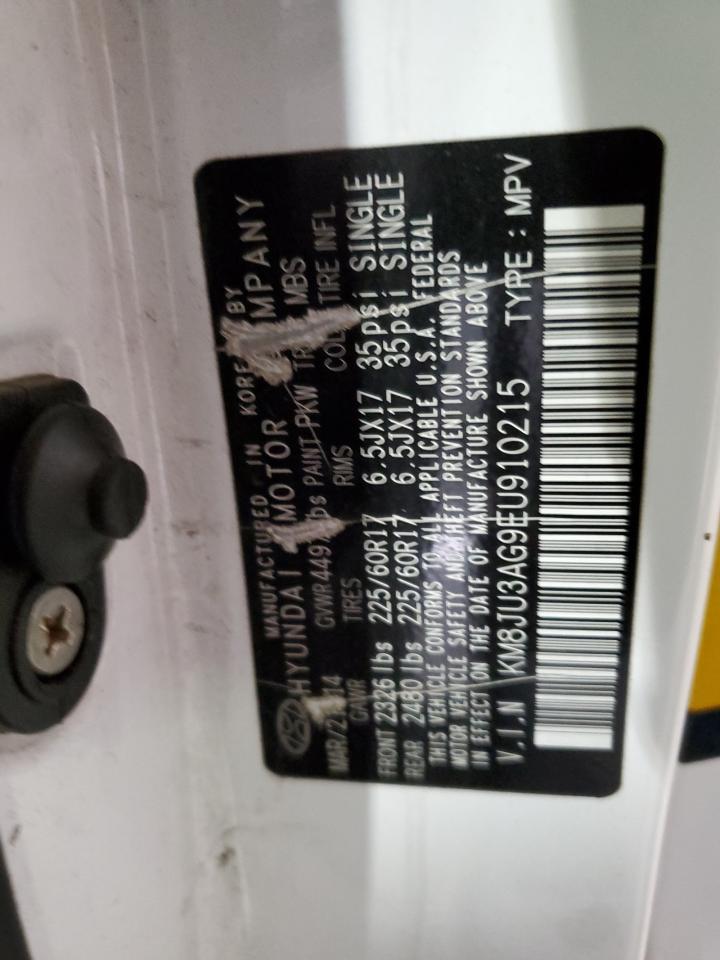 MANUFACTURED IN KOREA BY
HYUNDAI MOTOR COMPANY
GVWR 449 lbs PAINT PKW TR MBS
GAWR TIRES RIMS COLD TIRE INFL
FRONT 2326 lbs 225/60R17 6.5JX17 35psi SINGLE
REAR 2480 lbs 225/60R17 6.5JX17 35psi SINGLE
THIS VEHICLE CONFORMS TO ALL APPLICABLE U.S.A. FEDERAL
MOTOR VEHICLE SAFETY AND THEFT PREVENTION STANDARDS
IN EFFECT ON THE DATE OF MANUFACTURE SHOWN ABOVE
V.I.N KM8JU3AG9EU910215 TYPE : MPV